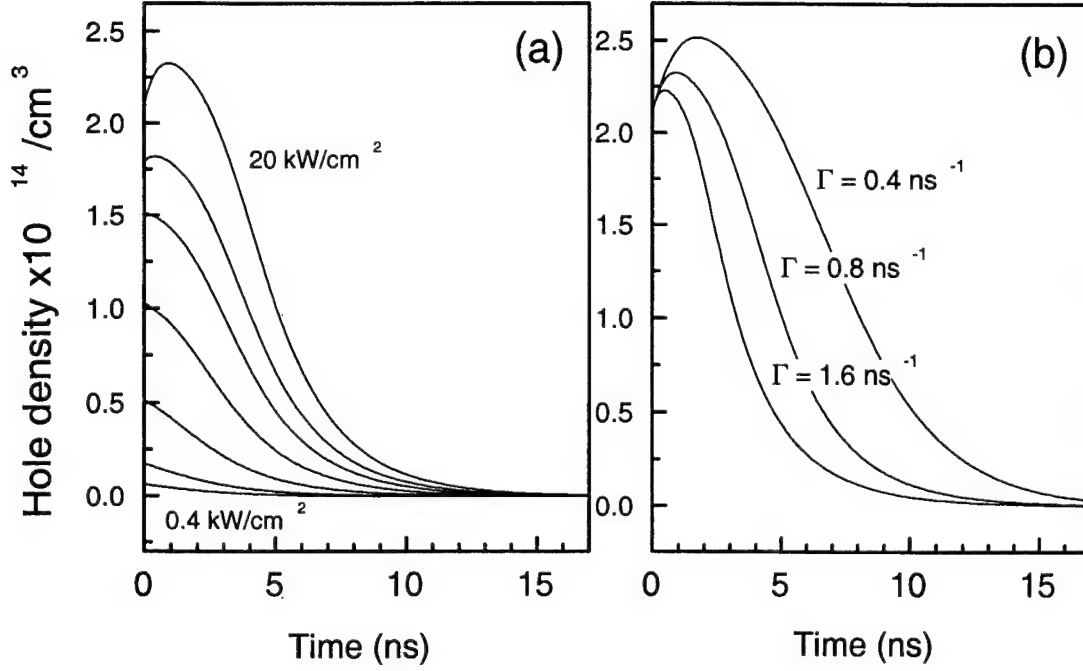 Hole density x10 14 /cm 3
2.5
2.0
1.5
1.0
0.5
0.0
(a)
20 kW/cm 2
0.4 kW/cm 2
0 5 10 15
Time (ns)
2.5
2.0
1.5
1.0
0.5
0.0
(b)
Γ = 0.4 ns -1
Γ = 0.8 ns -1
Γ = 1.6 ns -1
0 5 10 15
Time (ns)